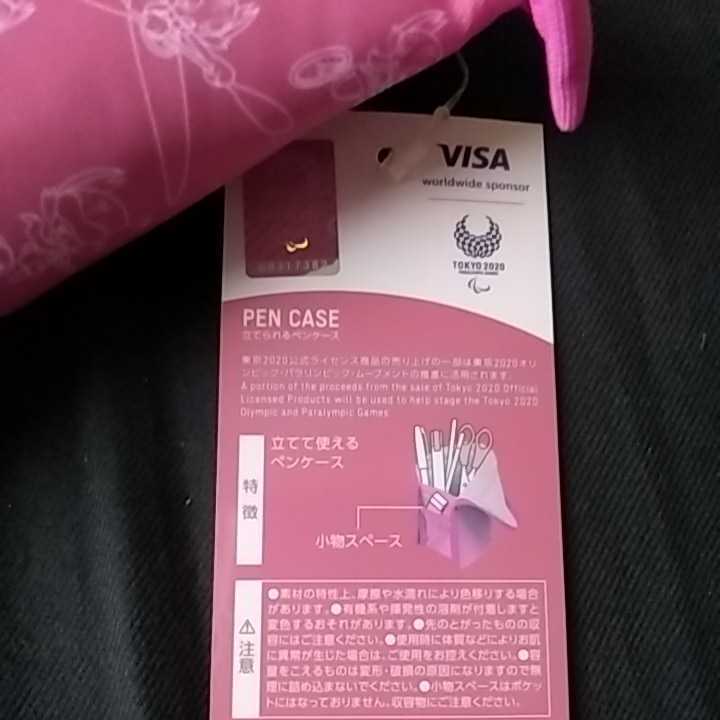 VISA
worldwide sponsor
TOKYO 2020
PARALYMPIC GAMES
PEN CASE
立てられるペンケース
東京2020公式ライセンス商品の売り上げの一部は東京2020オリ
ンピック・パラリンピック・ムーブメントの推進に活用されます。
A portion of the proceeds from the sale of Tokyo 2020 Official
Licensed Products will be used to help stage the Tokyo 2020
Olympic and Paralympic Games.
特徴
立てて使える
ペンケース
小物スペース
⚠注意
●素材の特性上、摩擦や水濡れにより色移りする場合
があります。●有機系や揮発性の溶剤が付着しますと
変色するおそれがあります。●先のとがったものの収
容にはご注意ください。●使用時に体質などによりお肌
に異常が生じた場合は、ご使用をお控えください。●容
量をこえるものは変形・破損の原因になりますので無
理に詰め込まないでください。●小物スペースはポケッ
トにはなっておりません。収容物にご注意ください。